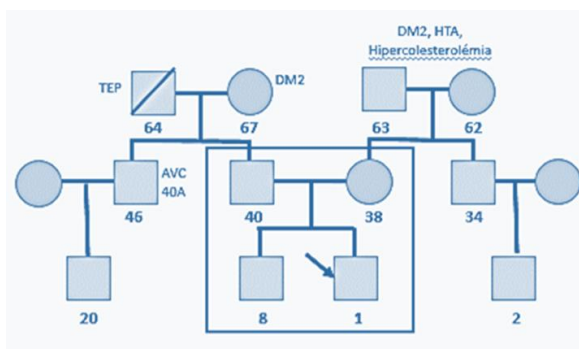 DM2, HTA,
Hipercolesterolémia
TEP
DM2
64
67
63
62
AVC
40A
46
40
38
34
20
8
1
2